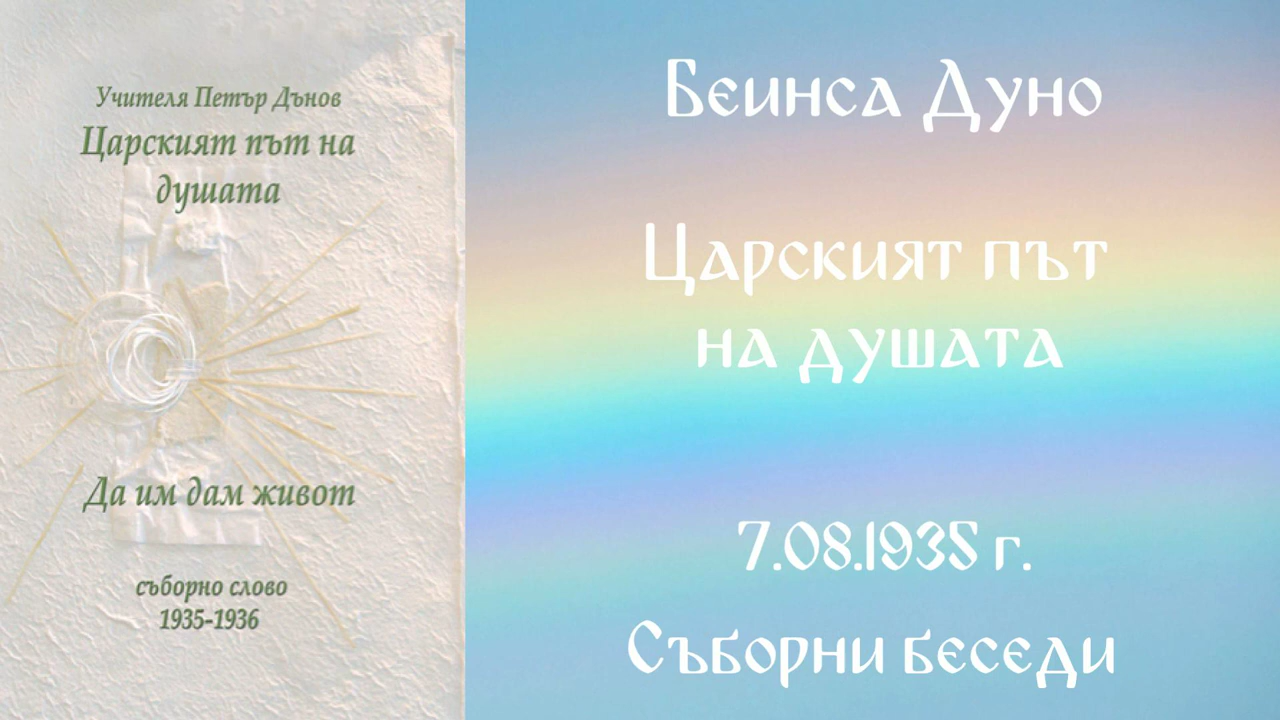 Учителя Петър Дънов
Царският път на
душата
Да им дам живот
съборно слово
1935-1936
Беинса Дуно
Царският път
на душата
7.08.1935 г.
Съборни беседи